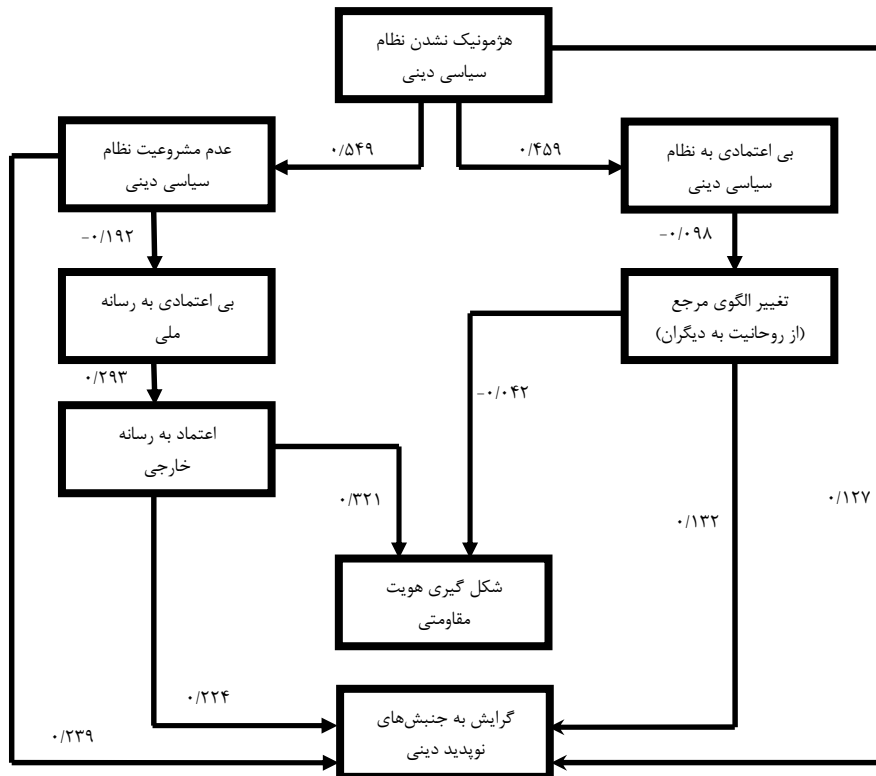 هژمونیک نشدن نظام
سیاسی دینی
عدم مشروعیت نظام
سیاسی دینی
۰/۵۴۹
۰/۴۵۹
بی اعتمادی به نظام
سیاسی دینی
−۰/۱۹۲
−۰/۰۹۸
بی اعتمادی به رسانه
ملی
تغییر الگوی مرجع
(از روحانیت به دیگران)
۰/۲۹۳
−۰/۰۴۲
اعتماد به رسانه
خارجی
۰/۳۲۱
۰/۱۳۲
۰/۱۲۷
شکل گیری هویت
مقاومتی
۰/۲۲۴
گرایش به جنبش‌های
نوپدید دینی
۰/۲۳۹